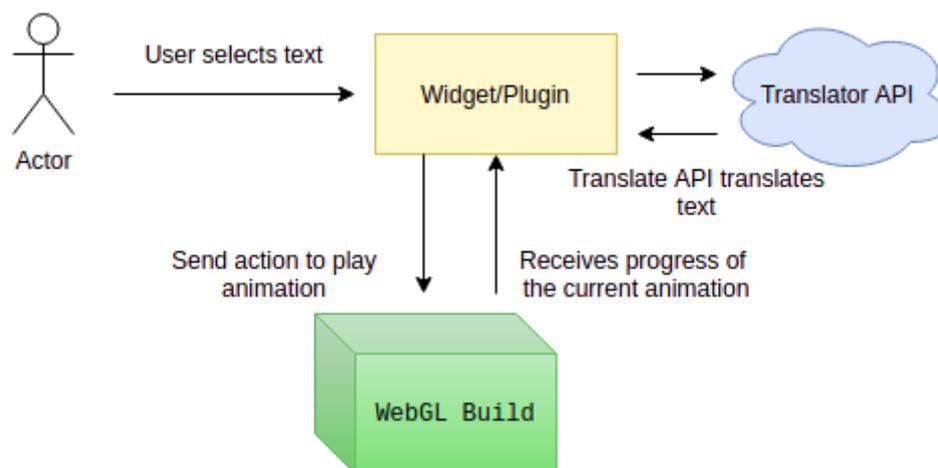 User selects text
Widget/Plugin
Translator API
Actor
Translate API translates
text
Send action to play
animation
Receives progress of
the current animation
WebGL Build